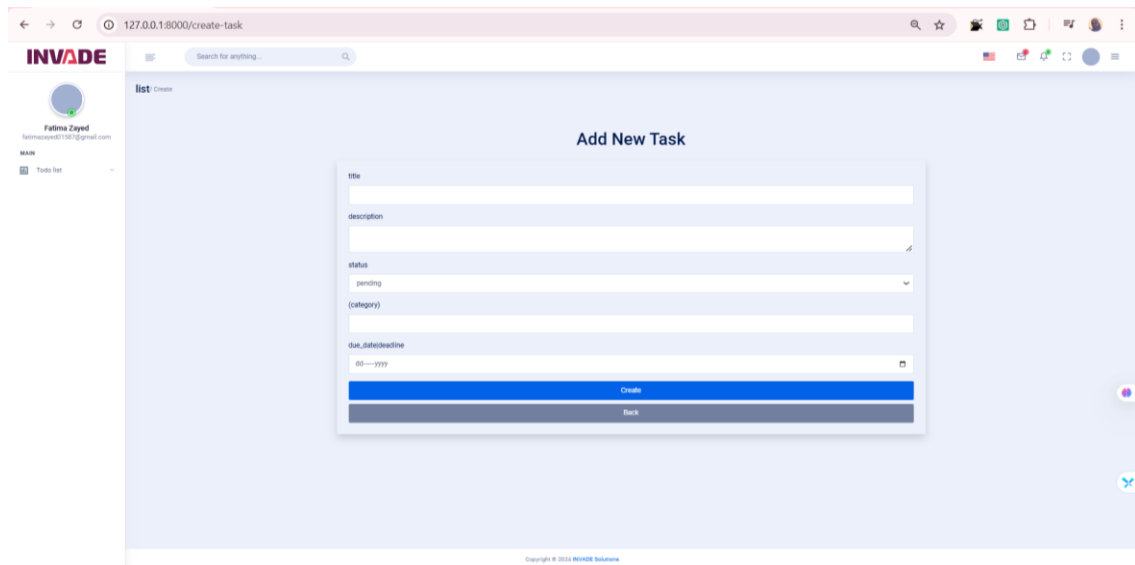 127.0.0.1:8000/create-task
INVADE
Search for anything...
list/ Create
Fatima Zayed
fatimazayed01587@gmail.com
MAIN
Todo list
Add New Task
title
description
status
pending
(category)
due_date|deadline
dd----yyyy
Create
Back
Copyright © 2024 INVADE Solutions